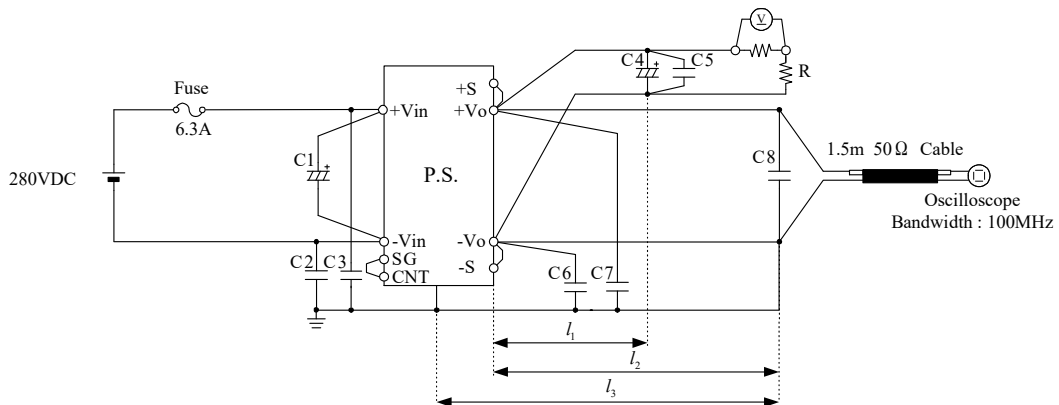 V
C4
C5
R
Fuse
6.3A
+S
+Vin
+Vo
C1
P.S.
C8
1.5m 50Ω Cable
280VDC
Oscilloscope
Bandwidth : 100MHz
-Vin
-Vo
SG
CNT
-S
C2
C3
C6
C7
l1
l2
l3